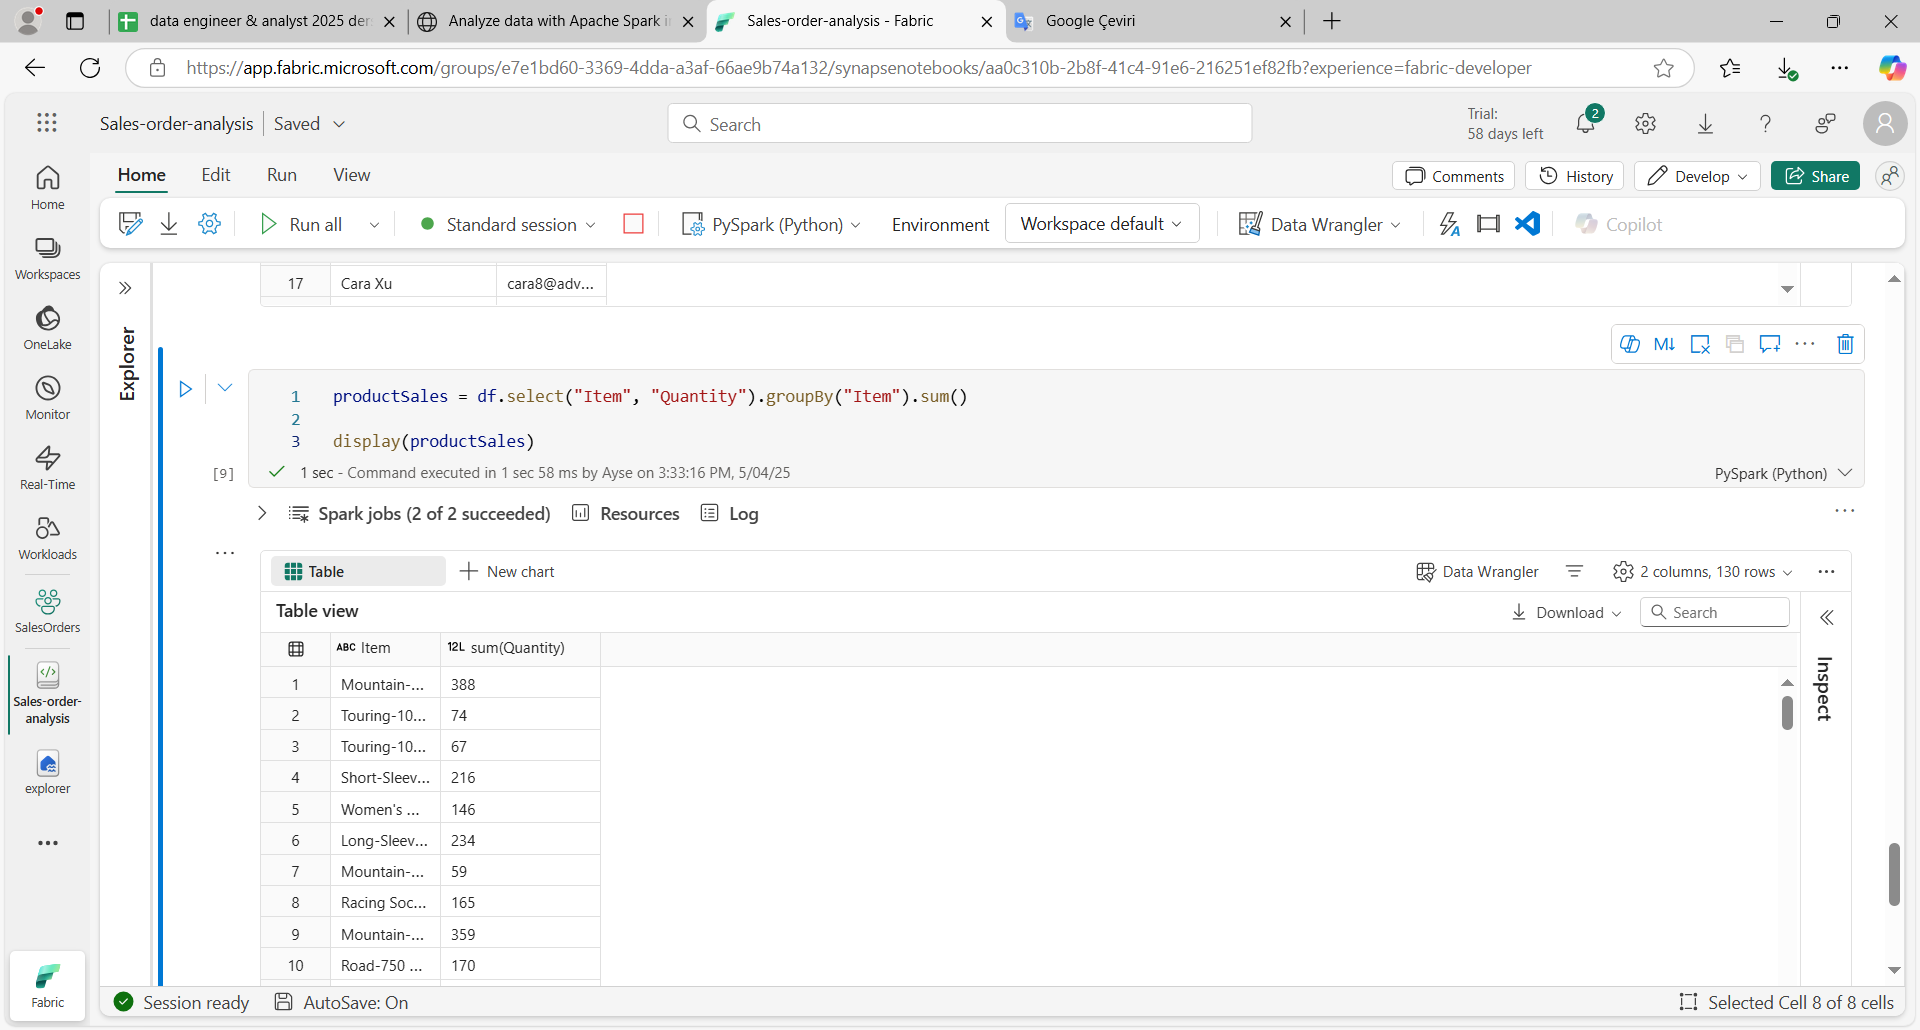 data engineer & analyst 2025 ders
Analyze data with Apache Spark in
Sales-order-analysis - Fabric
Google Çeviri
https://app.fabric.microsoft.com/groups/e7e1bd60-3369-4dda-a3af-66ae9b74a132/synapsenotebooks/aa0c310b-2b8f-41c4-91e6-216251ef82fb?experience=fabric-developer
Sales-order-analysis
Saved
Search
Trial:
58 days left
2
Home
Edit
Run
View
Comments
History
Develop
Share
Run all
Standard session
PySpark (Python)
Environment
Workspace default
Data Wrangler
Copilot
Home
Workspaces
OneLake
Monitor
Real-Time
Workloads
SalesOrders
Sales-order-
analysis
explorer
Fabric
Explorer
17 Cara Xu cara8@adv...
M↓
1 productSales = df.select("Item", "Quantity").groupBy("Item").sum()
2
3 display(productSales)
[9]
1 sec - Command executed in 1 sec 58 ms by Ayse on 3:33:16 PM, 5/04/25
PySpark (Python)
Spark jobs (2 of 2 succeeded)
Resources
Log
Table
New chart
Data Wrangler
2 columns, 130 rows
Table view
Download
Search
Inspect
ABC Item 12L sum(Quantity)
1 Mountain-... 388
2 Touring-10... 74
3 Touring-10... 67
4 Short-Sleev... 216
5 Women's ... 146
6 Long-Sleev... 234
7 Mountain-... 59
8 Racing Soc... 165
9 Mountain-... 359
10 Road-750 ... 170
Session ready
AutoSave: On
Selected Cell 8 of 8 cells